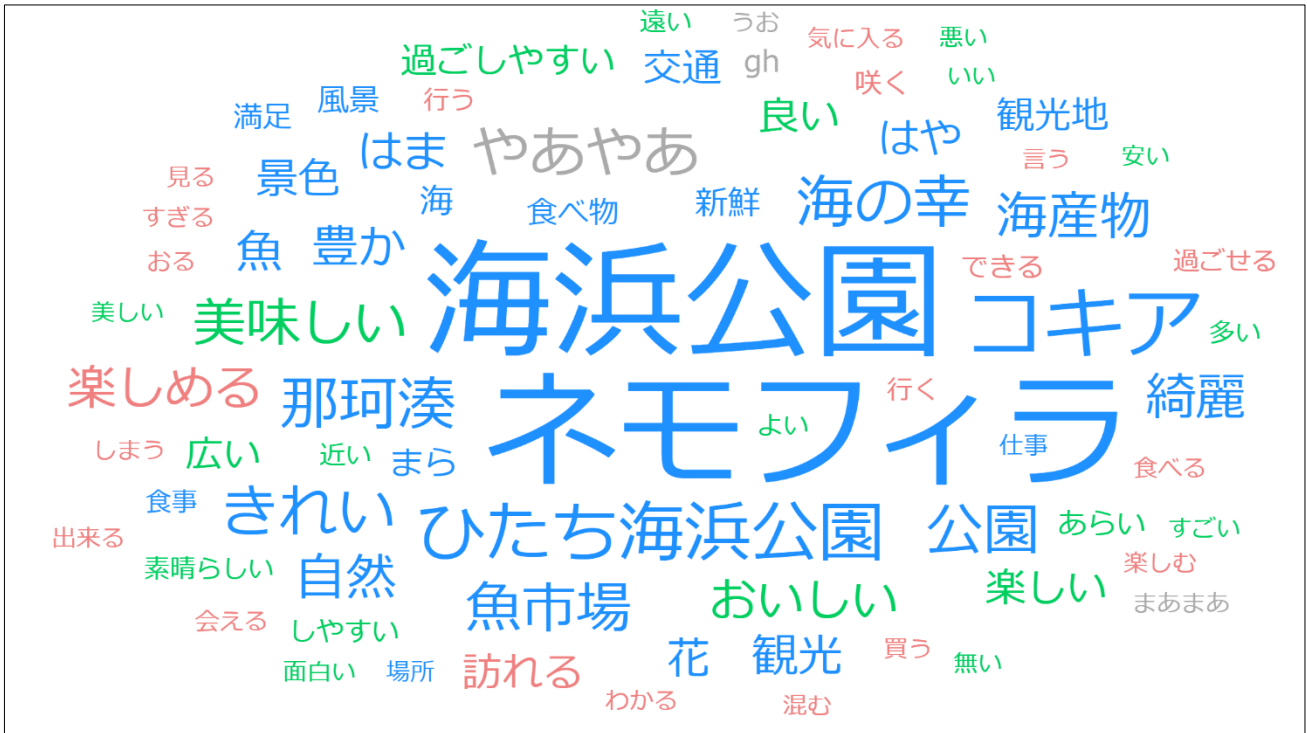 遠い うお 気に入る 悪い
過ごしやすい 交通 gh 咲く いい
満足 風景 行う 良い はや 観光地
見る 景色 はま やあやあ 言う 安い
すぎる 海 食べ物 新鮮 海の幸 海産物
おる 魚 豊か 海浜公園 できる 過ごせる
美しい 美味しい コキア 多い
楽しめる 那珂湊 ネモフィラ 行く 綺麗
しまう 広い 近い まら よい 仕事 食べる
食事 きれい ひたち海浜公園 公園 あらい すごい
出来る 素晴らしい 自然 楽しい 楽しむ
会える しやすい 魚市場 おいしい まあまあ
面白い 場所 訪れる 花 観光 買う 無い
わかる 混む